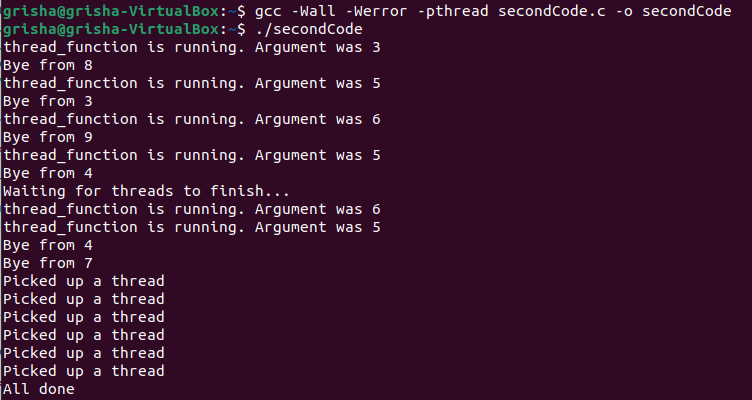 grisha@grisha-VirtualBox:~$ gcc -Wall -Werror -pthread secondCode.c -o secondCode
grisha@grisha-VirtualBox:~$ ./secondCode
thread_function is running. Argument was 3
Bye from 8
thread_function is running. Argument was 5
Bye from 3
thread_function is running. Argument was 6
Bye from 9
thread_function is running. Argument was 5
Bye from 4
Waiting for threads to finish...
thread_function is running. Argument was 6
thread_function is running. Argument was 5
Bye from 4
Bye from 7
Picked up a thread
Picked up a thread
Picked up a thread
Picked up a thread
Picked up a thread
Picked up a thread
All done